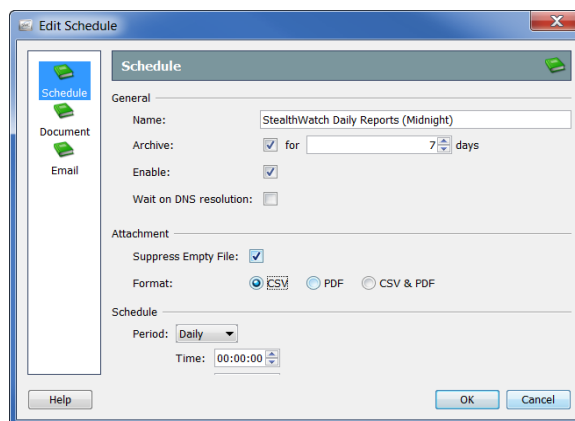 Edit Schedule
Schedule
Document
Email
Schedule
General
Name: StealthWatch Daily Reports (Midnight)
Archive: for 7 days
Enable:
Wait on DNS resolution:
Attachment
Suppress Empty File:
Format: CSV PDF CSV & PDF
Schedule
Period: Daily
Time: 00:00:00
Help OK Cancel